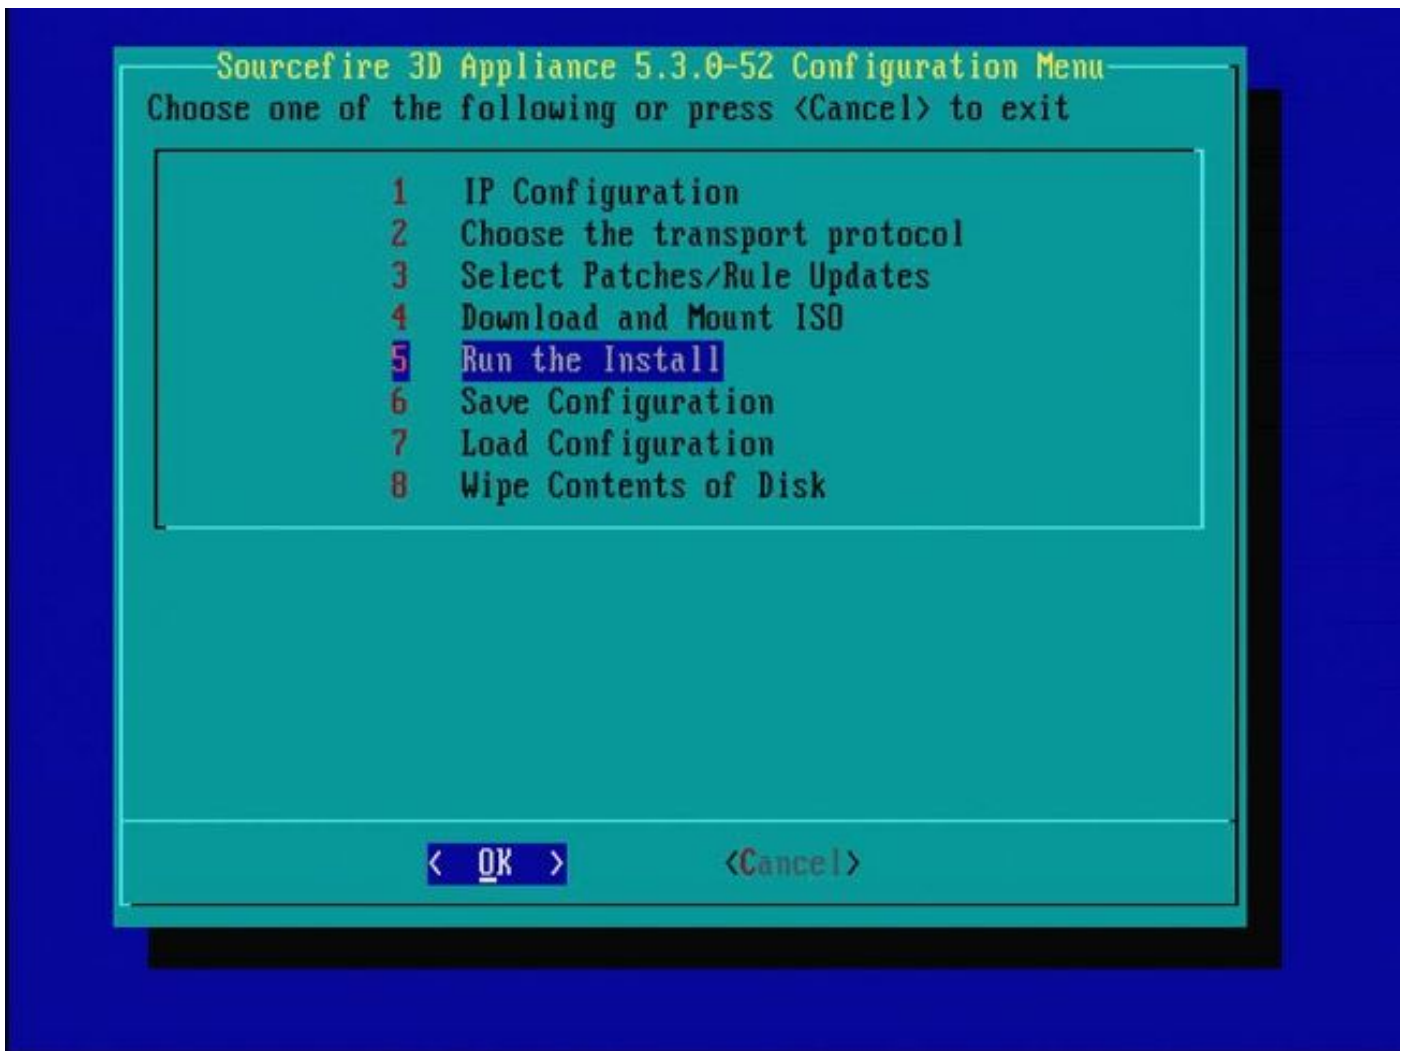 Sourcefire 3D Appliance 5.3.0-52 Configuration Menu
Choose one of the following or press <Cancel> to exit
1 IP Configuration
2 Choose the transport protocol
3 Select Patches/Rule Updates
4 Download and Mount ISO
5 Run the Install
6 Save Configuration
7 Load Configuration
8 Wipe Contents of Disk
< OK > <Cancel>